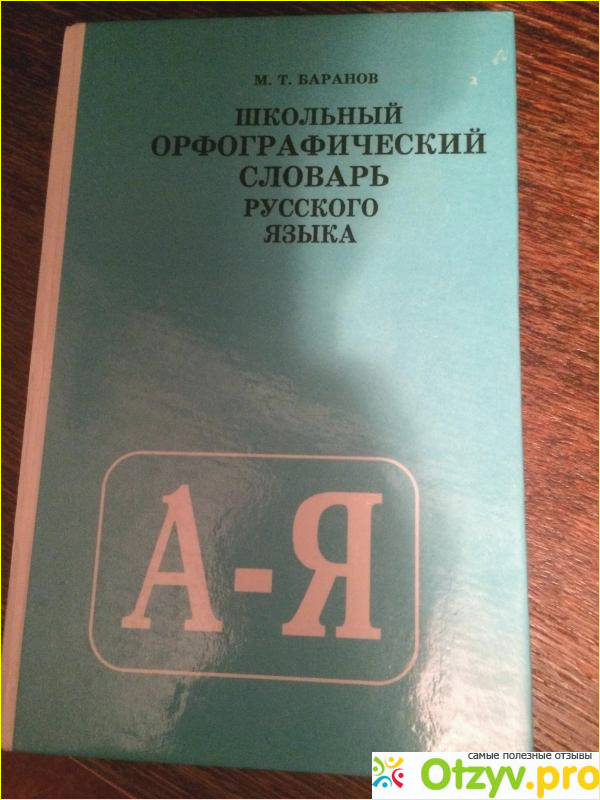 М. Т. БАРАНОВ
ШКОЛЬНЫЙ
ОРФОГРАФИЧЕСКИЙ
СЛОВАРЬ
РУССКОГО
ЯЗЫКА
А-Я
самые полезные отзывы
Otzyv.pro